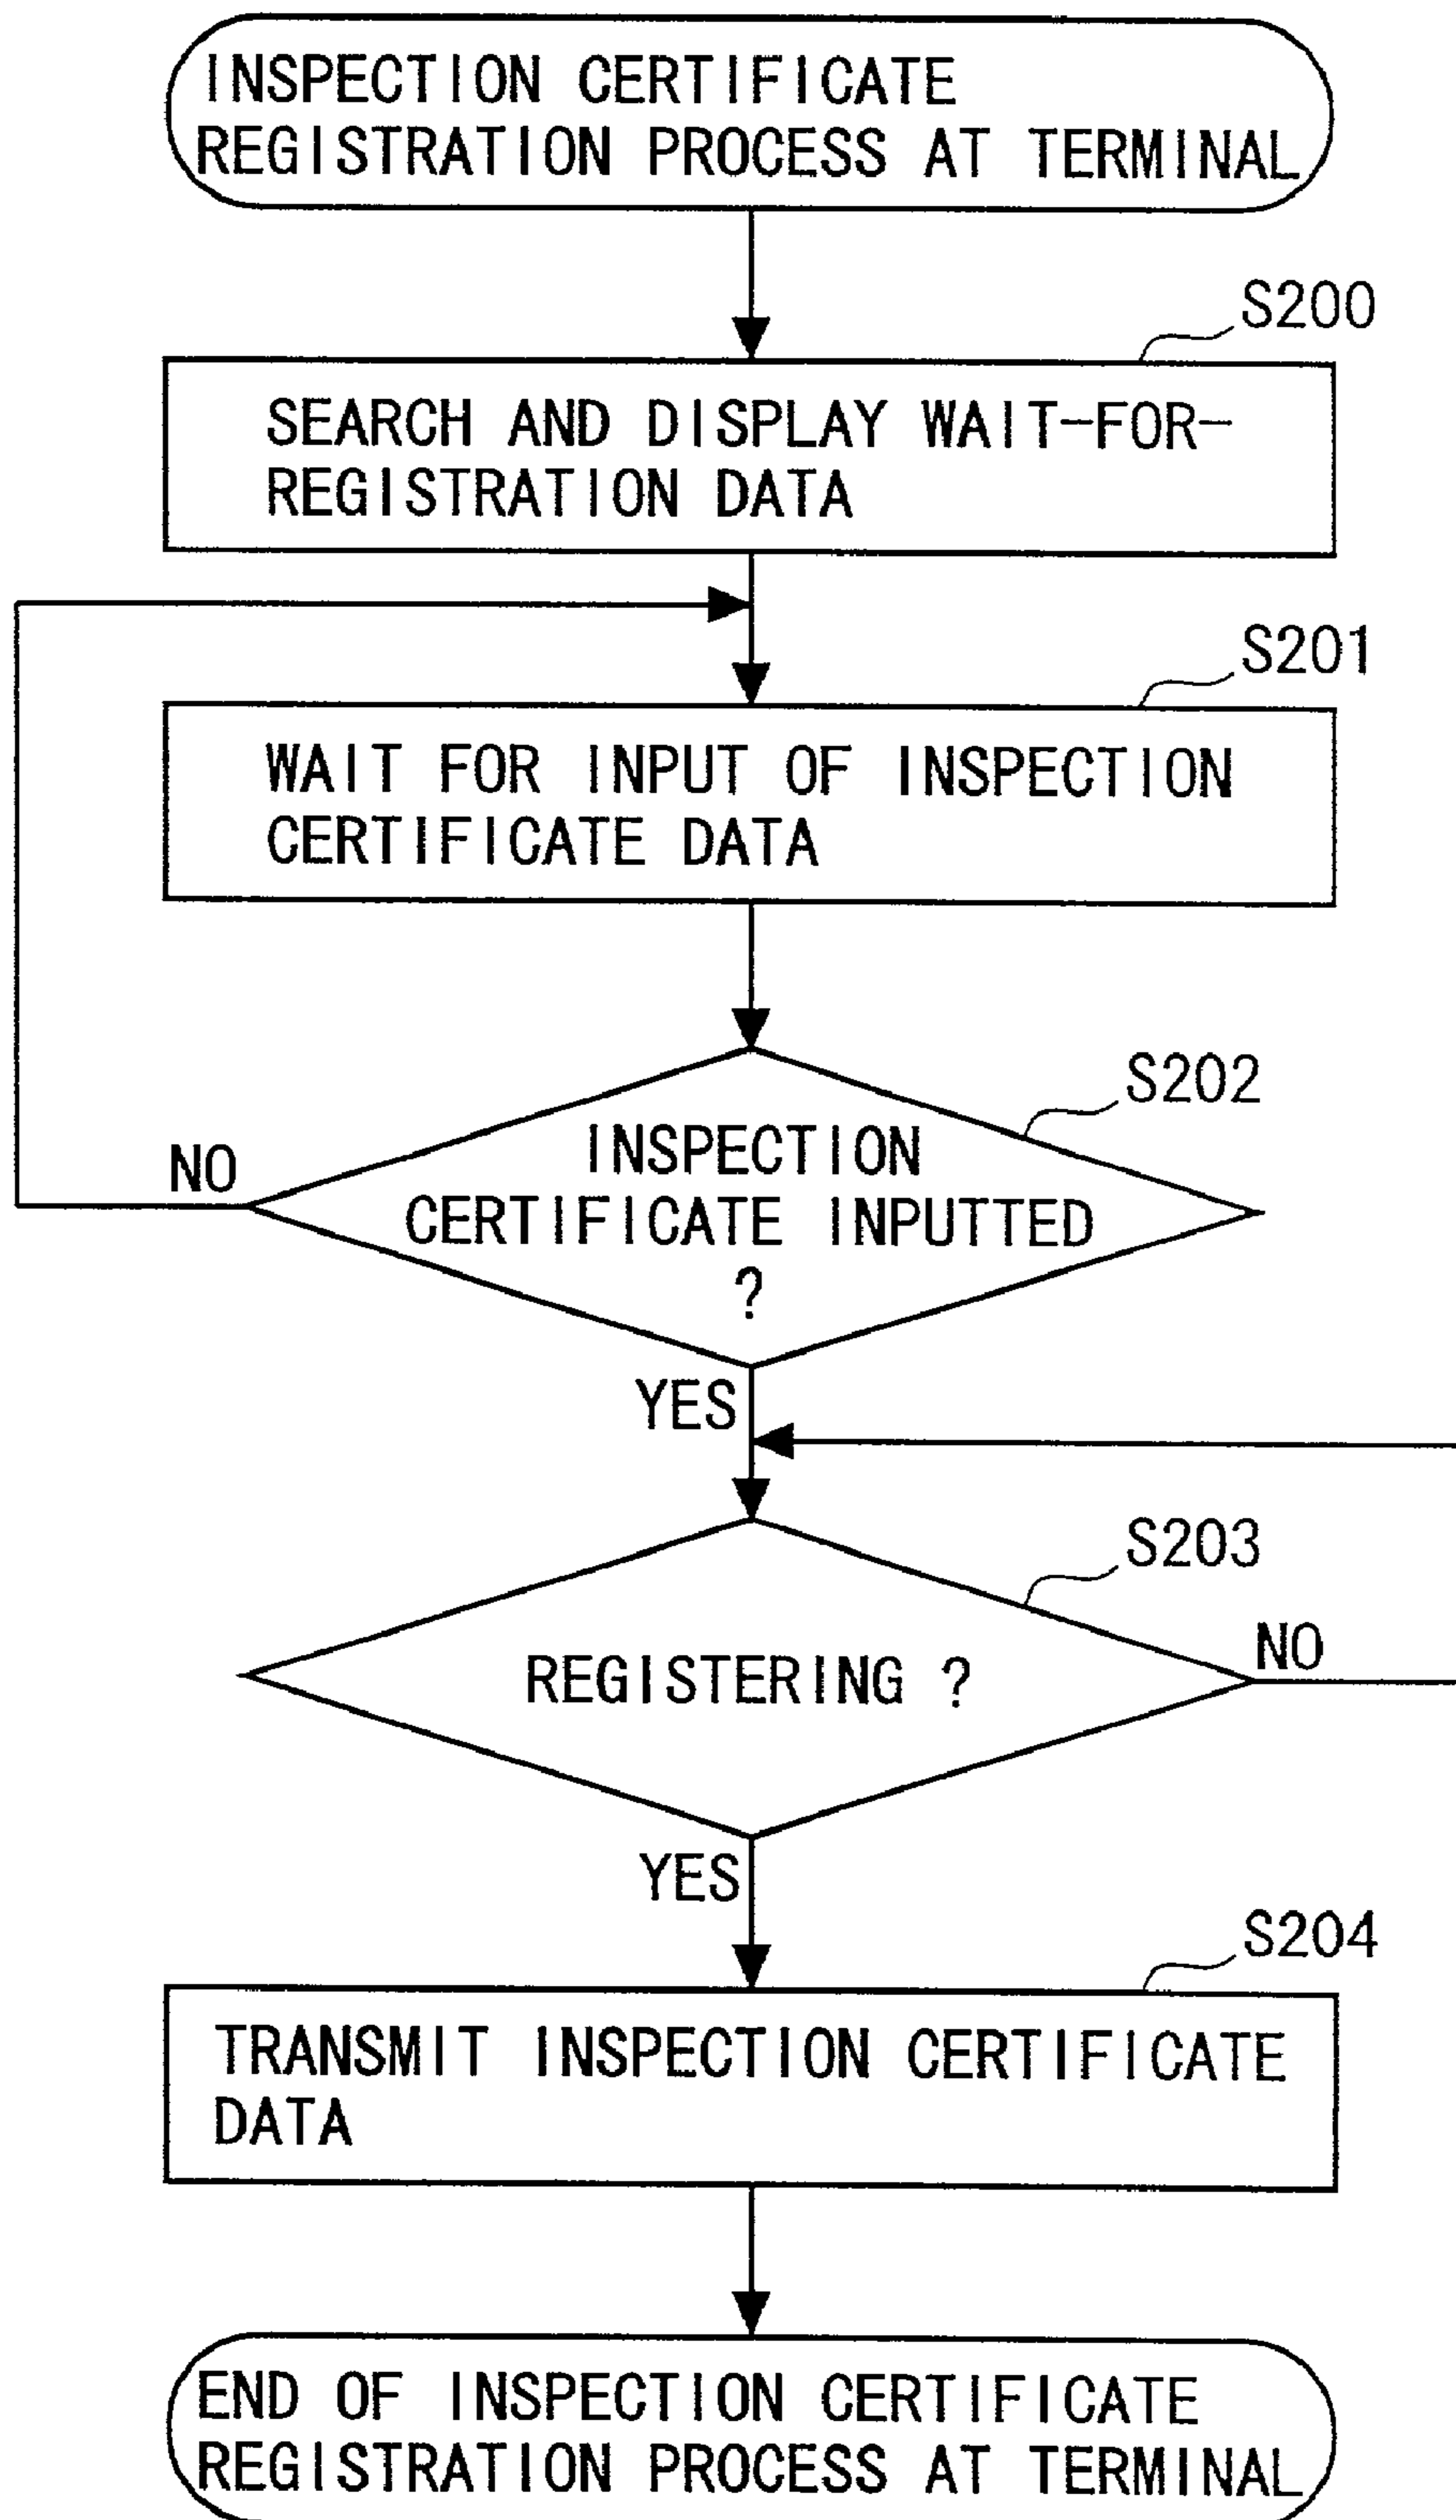 INSPECTION CERTIFICATE
REGISTRATION PROCESS AT TERMINAL
S200
SEARCH AND DISPLAY WAIT-FOR-
REGISTRATION DATA
S201
WAIT FOR INPUT OF INSPECTION
CERTIFICATE DATA
S202
INSPECTION
CERTIFICATE INPUTTED
?
NO
YES
S203
REGISTERING ?
NO
YES
S204
TRANSMIT INSPECTION CERTIFICATE
DATA
END OF INSPECTION CERTIFICATE
REGISTRATION PROCESS AT TERMINAL